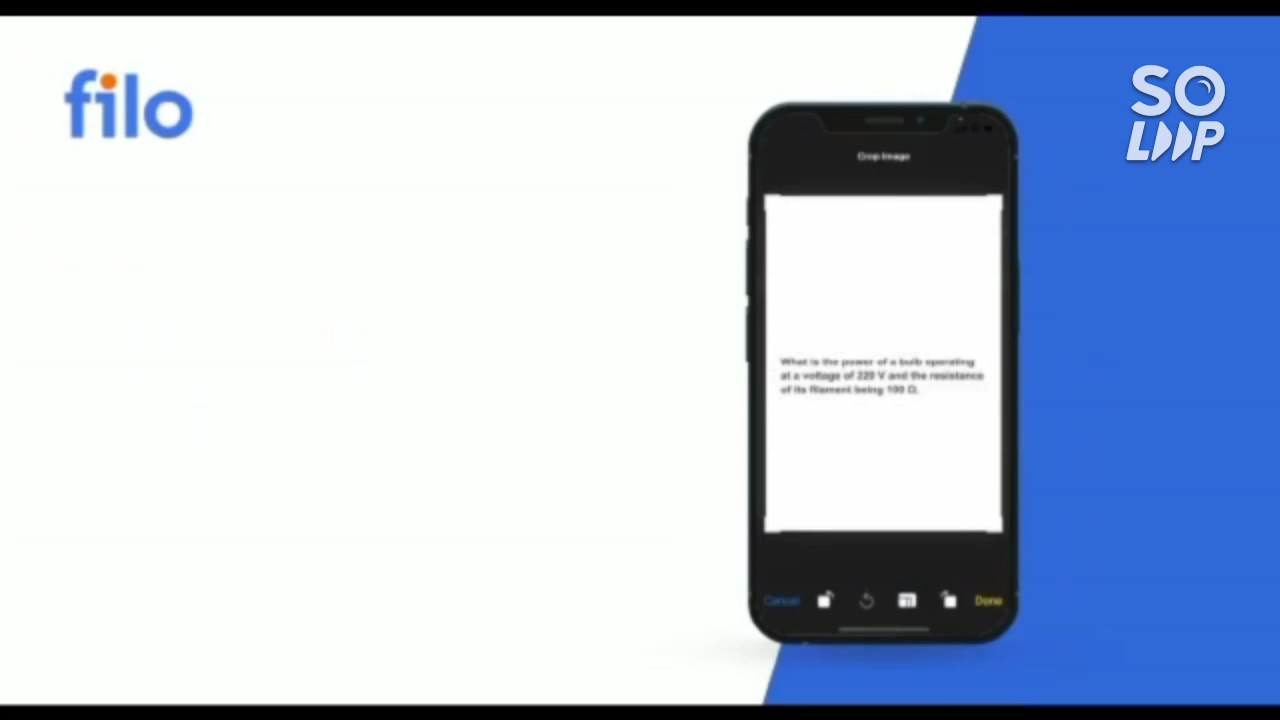 filo
SO
LOOP
Crop Image
What is the power of a bulb operating
at a voltage of 220 V and the resistance
of its filament being 100 Ω.
Cancel
Done